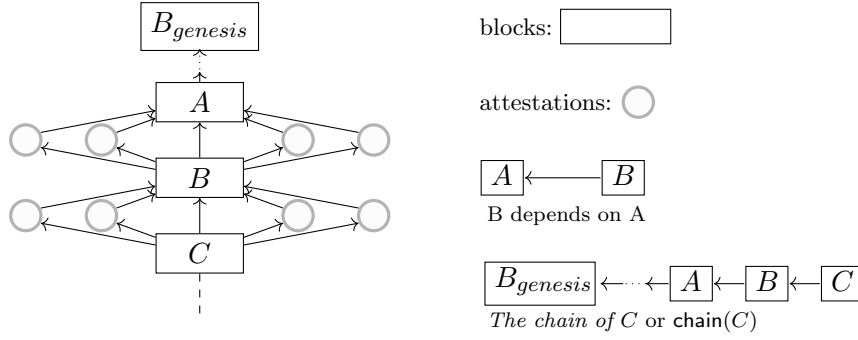 B_genesis
A
B
C
blocks:
attestations:
A B
B depends on A
B_genesis ... A B C
The chain of C or chain(C)